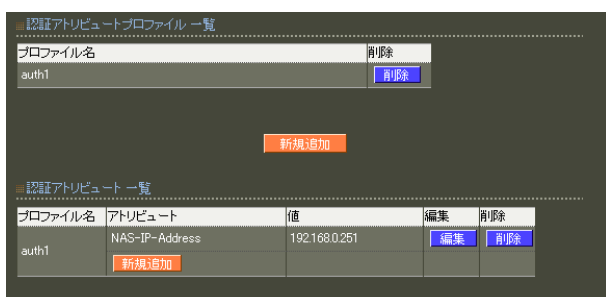 認証アトリビュートプロファイル 一覧
プロファイル名 削除
auth1 削除
新規追加
認証アトリビュート 一覧
プロファイル名 アトリビュート 値 編集 削除
auth1 NAS-IP-Address 192.168.0.251 編集 削除
新規追加